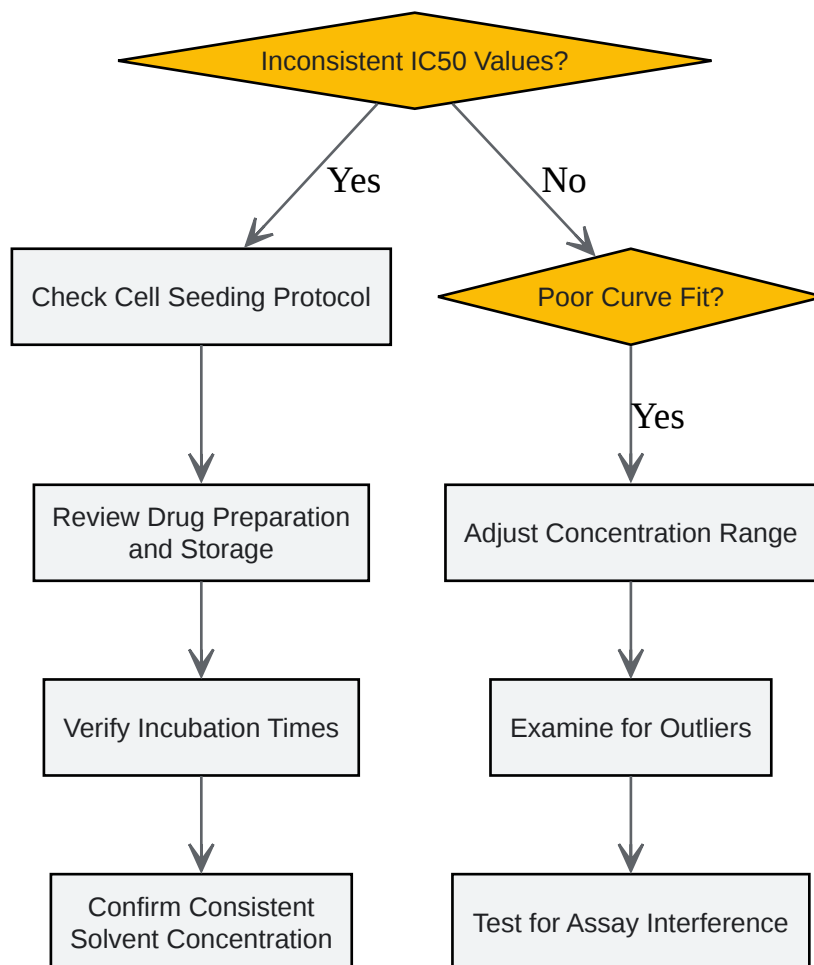 Inconsistent IC50 Values?
Yes
No
Check Cell Seeding Protocol
Poor Curve Fit?
Yes
Review Drug Preparation
and Storage
Adjust Concentration Range
Verify Incubation Times
Examine for Outliers
Confirm Consistent
Solvent Concentration
Test for Assay Interference